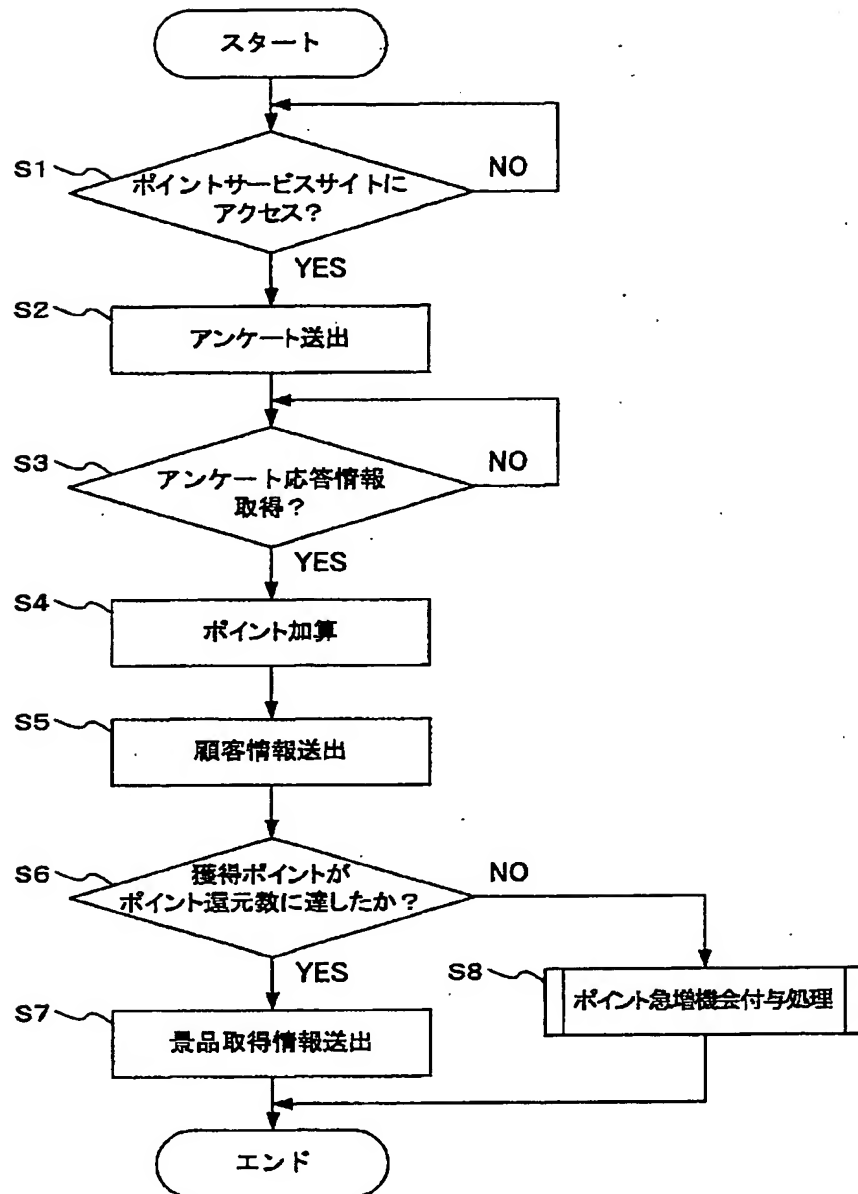 スタート
S1
ポイントサービスサイトに
アクセス?
NO
YES
S2
アンケート送出
S3
アンケート応答情報
取得?
NO
YES
S4
ポイント加算
S5
顧客情報送出
S6
獲得ポイントが
ポイント還元数に達したか?
NO
YES
S7
景品取得情報送出
S8
ポイント急増機会付与処理
エンド